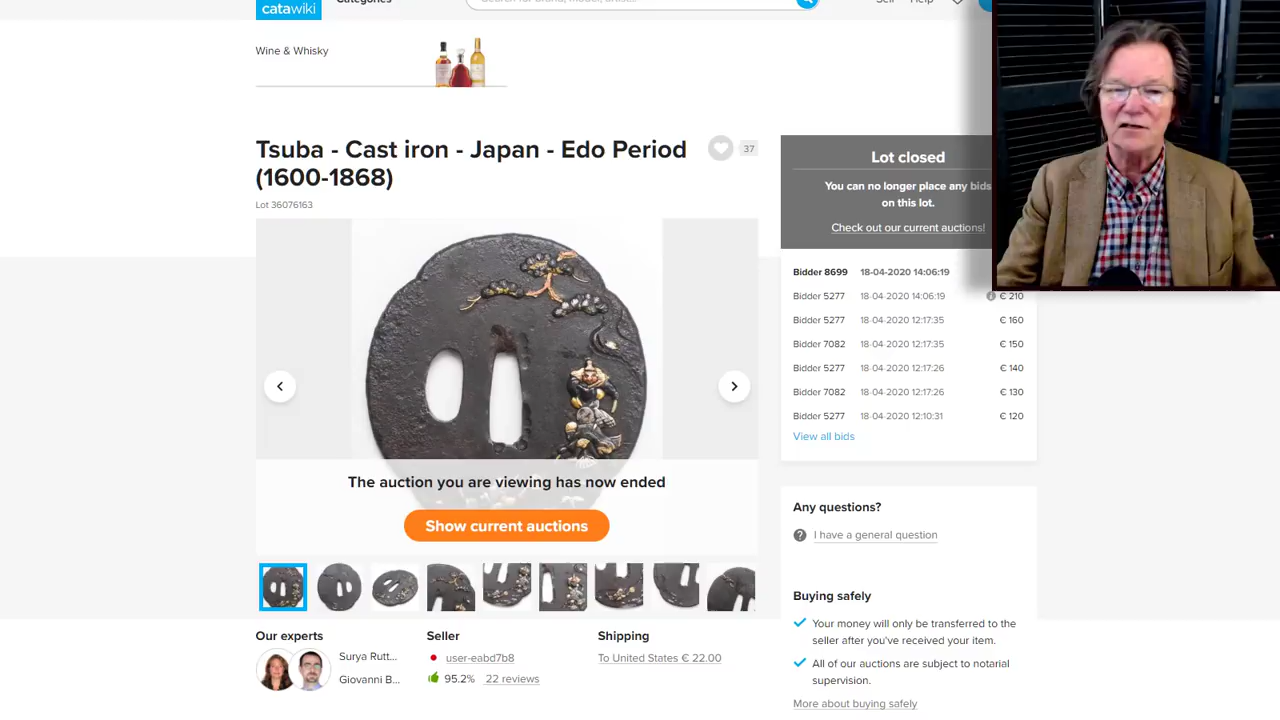 catawiki
Wine & Whisky
Tsuba - Cast iron - Japan - Edo Period
(1600-1868)
37
Lot 36076163
Lot closed
You can no longer place any bids
on this lot.
Check out our current auctions!
Bidder 8699 18-04-2020 14:06:19
Bidder 5277 18-04-2020 14:06:19 € 210
Bidder 5277 18-04-2020 12:17:35 € 160
Bidder 7082 18-04-2020 12:17:35 € 150
Bidder 5277 18-04-2020 12:17:26 € 140
Bidder 7082 18-04-2020 12:17:26 € 130
Bidder 5277 18-04-2020 12:10:31 € 120
View all bids
The auction you are viewing has now ended
Show current auctions
Any questions?
I have a general question
Buying safely
Your money will only be transferred to the
seller after you've received your item.
All of our auctions are subject to notarial
supervision.
More about buying safely
Our experts
Surya Rutt...
Giovanni B...
Seller
user-eabd7b8
95.2% 22 reviews
Shipping
To United States € 22.00